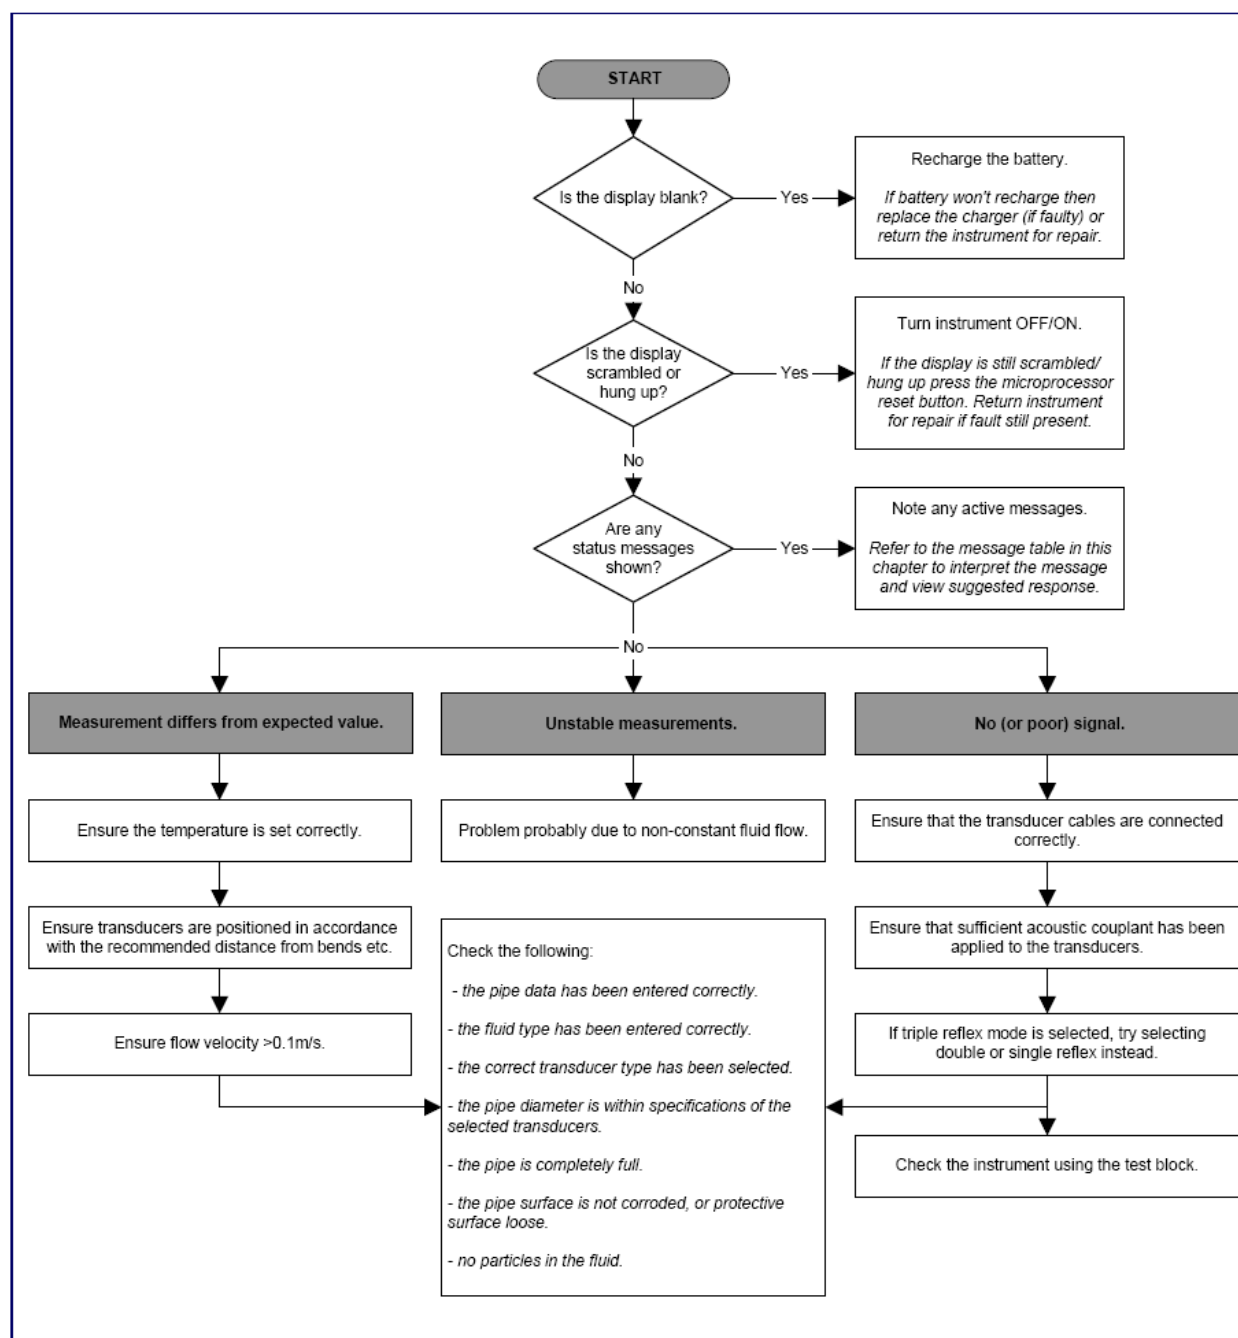 START
Is the display blank?
Yes
Recharge the battery.
If battery won't recharge then
replace the charger (if faulty) or
return the instrument for repair.
No
Is the display
scrambled or
hung up?
Yes
Turn instrument OFF/ON.
If the display is still scrambled/
hung up press the microprocessor
reset button. Return instrument
for repair if fault still present.
No
Are any
status messages
shown?
Yes
Note any active messages.
Refer to the message table in this
chapter to interpret the message
and view suggested response.
No
Measurement differs from expected value.
Ensure the temperature is set correctly.
Ensure transducers are positioned in accordance
with the recommended distance from bends etc.
Ensure flow velocity >0.1m/s.
Unstable measurements.
Problem probably due to non-constant fluid flow.
Check the following:
- the pipe data has been entered correctly.
- the fluid type has been entered correctly.
- the correct transducer type has been selected.
- the pipe diameter is within specifications of the
selected transducers.
- the pipe is completely full.
- the pipe surface is not corroded, or protective
surface loose.
- no particles in the fluid.
No (or poor) signal.
Ensure that the transducer cables are connected
correctly.
Ensure that sufficient acoustic couplant has been
applied to the transducers.
If triple reflex mode is selected, try selecting
double or single reflex instead.
Check the instrument using the test block.